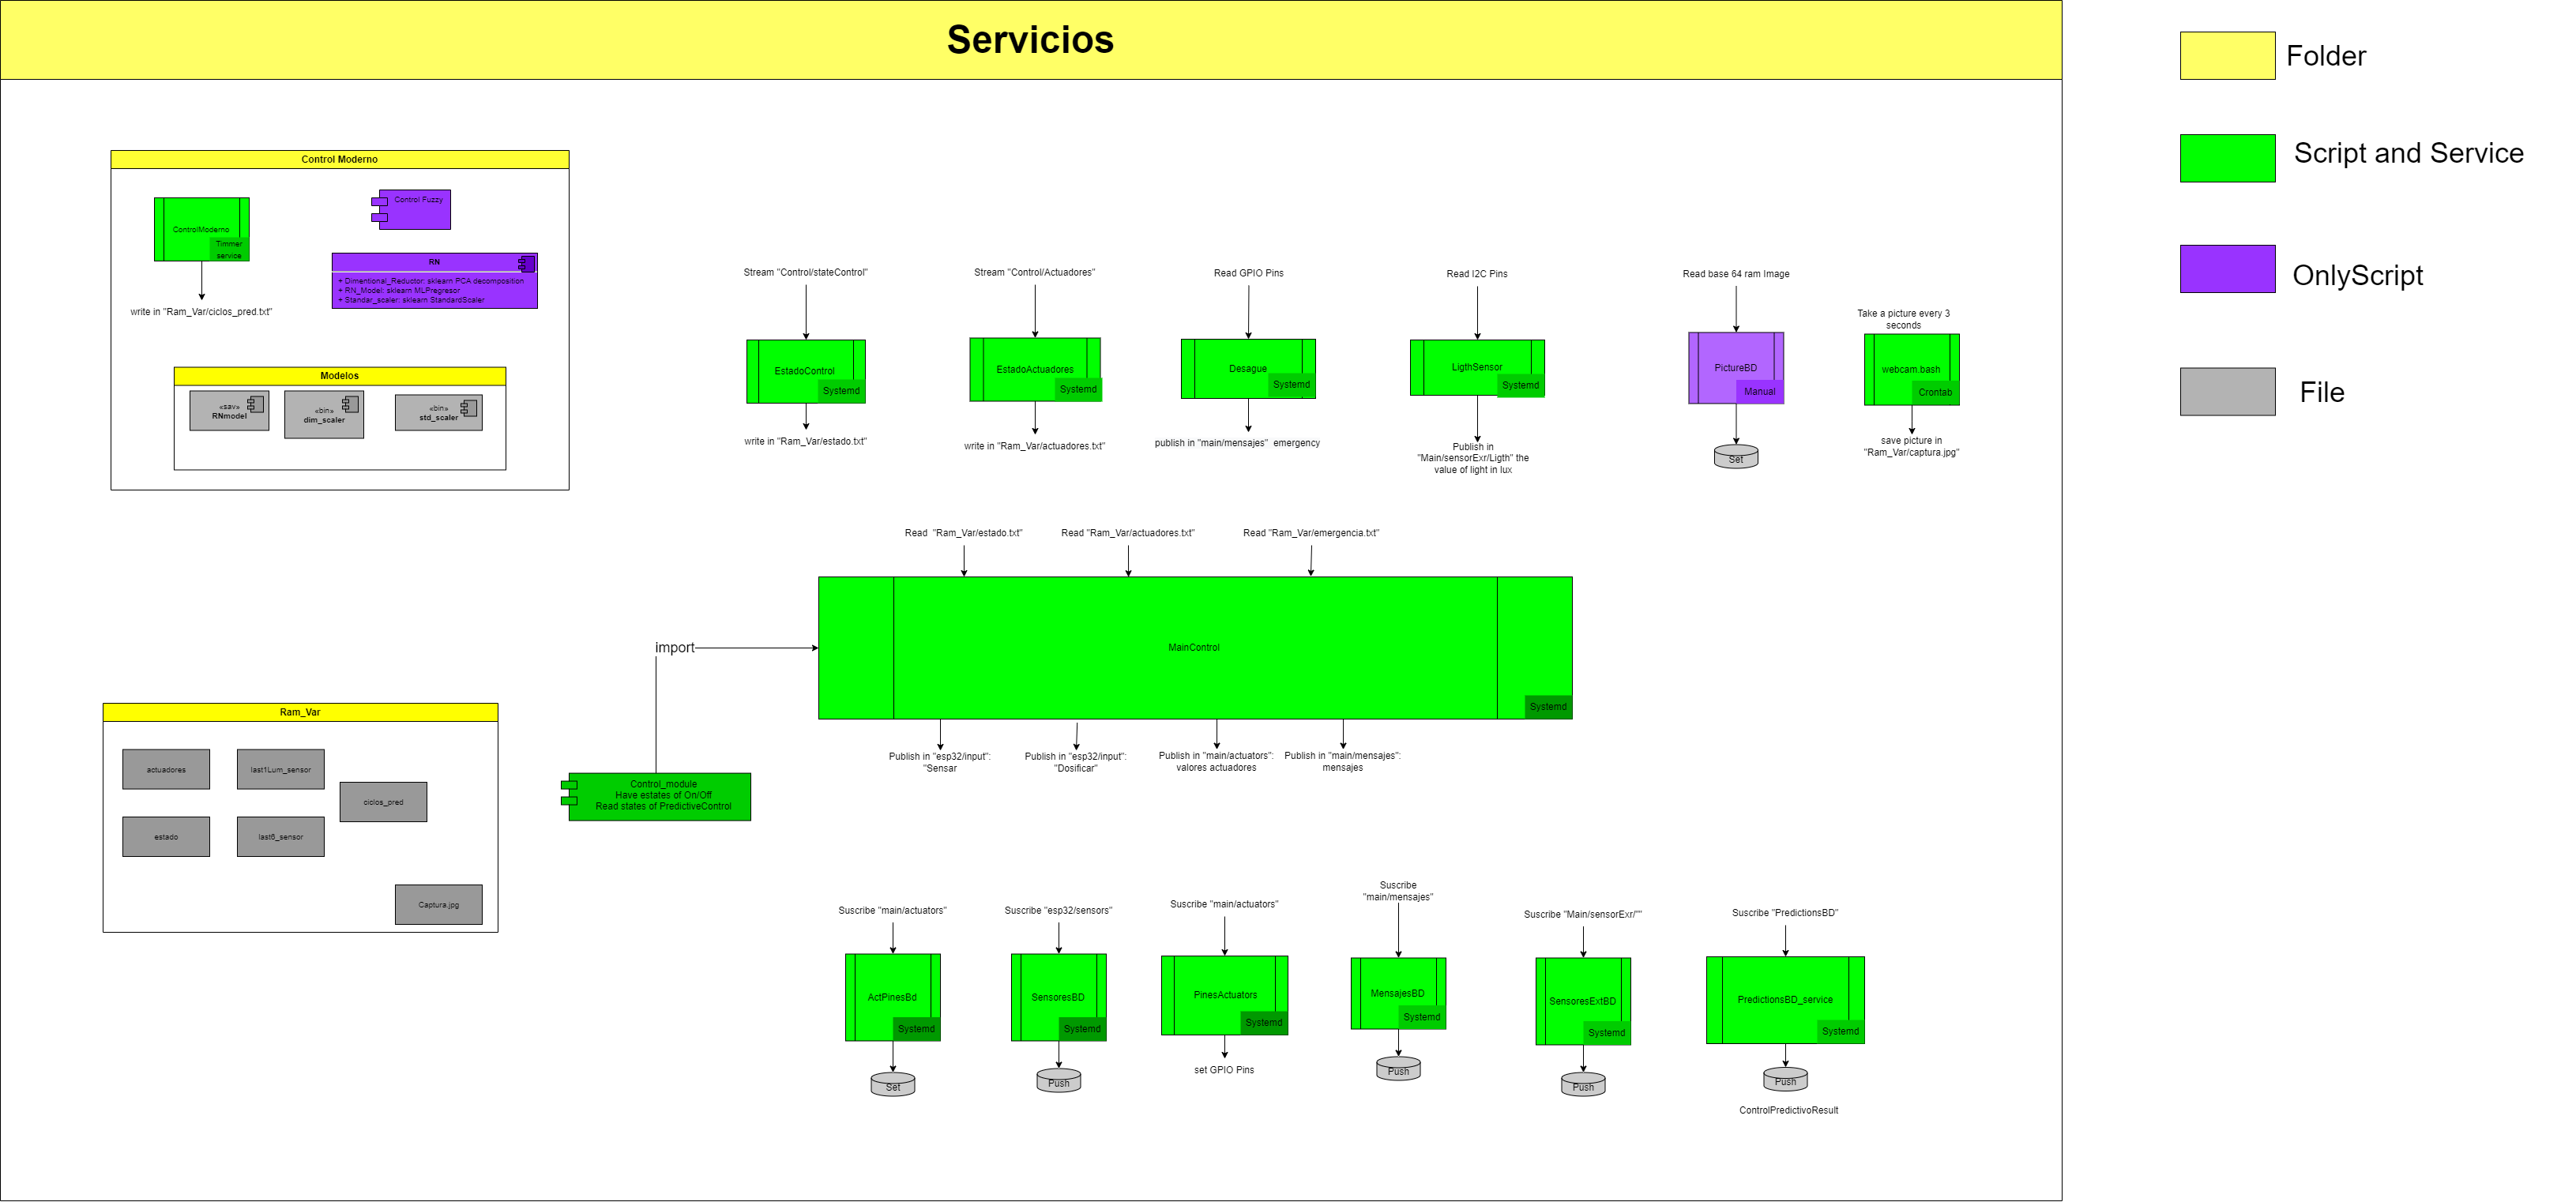 Servicios
Folder
Script and Service
OnlyScript
File
Control Moderno
ControlModerno
Timmer
service
write in "Ram_Var/ciclos_pred.txt"
Control Fuzzy
RN
+ Dimentional_Reductor: sklearn PCA decomposition
+ RN_Model: sklearn MLPregresor
+ Standar_scaler: sklearn StandardScaler
Modelos
«sav»
RNmodel
«bin»
dim_scaler
«bin»
std_scaler
Stream "Control/stateControl"
EstadoControl
Systemd
write in "Ram_Var/estado.txt"
Stream "Control/Actuadores"
EstadoActuadores
Systemd
write in "Ram_Var/actuadores.txt"
Read GPIO Pins
Desague
Systemd
publish in "main/mensajes" emergency
Read I2C Pins
LigthSensor
Systemd
Publish in
"Main/sensorExr/Ligth" the
value of light in lux
Read base 64 ram Image
PictureBD
Manual
Set
Take a picture every 3
seconds
webcam.bash
Crontab
save picture in
"Ram_Var/captura.jpg"
Read "Ram_Var/estado.txt"
Read "Ram_Var/actuadores.txt"
Read "Ram_Var/emergencia.txt"
import
MainControl
Systemd
Publish in "esp32/input":
"Sensar
Publish in "esp32/input":
"Dosificar"
Publish in "main/actuators":
valores actuadores
Publish in "main/mensajes":
mensajes
Control_module
Have estates of On/Off
Read states of PredictiveControl
Ram_Var
actuadores
last1Lum_sensor
ciclos_pred
estado
last6_sensor
Captura.jpg
Suscribe "main/actuators"
ActPinesBd
Systemd
Set
Suscribe "esp32/sensors"
SensoresBD
Systemd
Push
Suscribe "main/actuators"
PinesActuators
Systemd
set GPIO Pins
Suscribe
"main/mensajes"
MensajesBD
Systemd
Push
Suscribe "Main/sensorExr/""
SensoresExtBD
Systemd
Push
Suscribe "PredictionsBD"
PredictionsBD_service
Systemd
Push
ControlPredictivoResult